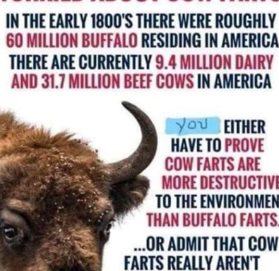 IN THE EARLY 1800'S THERE WERE ROUGHLY
60 MILLION BUFFALO RESIDING IN AMERICA
THERE ARE CURRENTLY 9.4 MILLION DAIRY
AND 31.7 MILLION BEEF COWS IN AMERICA
YOU EITHER
HAVE TO PROVE
COW FARTS ARE
MORE DESTRUCTIVE
TO THE ENVIRONMEN
THAN BUFFALO FARTS.
...OR ADMIT THAT COW
FARTS REALLY AREN'T